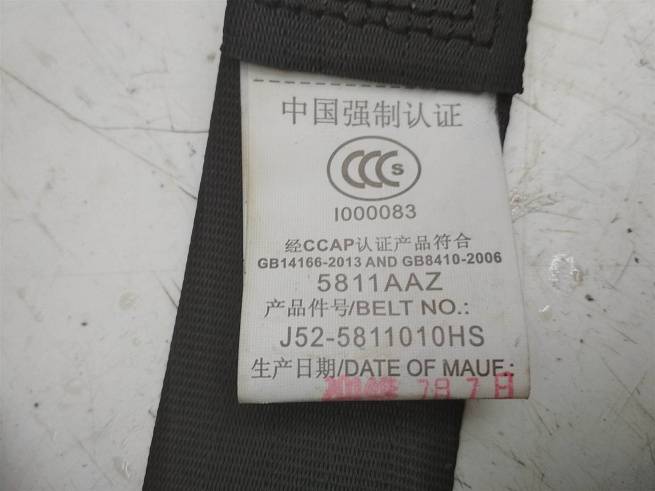 中国强制认证
CCC S
I000083
经CCAP认证产品符合
GB14166-2013 AND GB8410-2006
5811AAZ
产品件号/BELT NO.:
J52-5811010HS
生产日期/DATE OF MAUF.:
7日